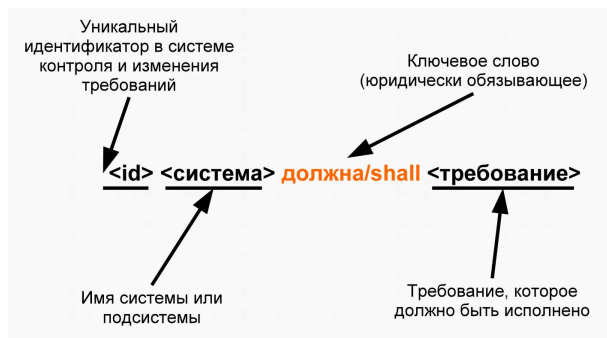 Уникальный
идентификатор в системе
контроля и изменения
требований
Ключевое слово
(юридически обязывающее)
<id> <система> должна/shall <требование>
Имя системы или
подсистемы
Требование, которое
должно быть исполнено